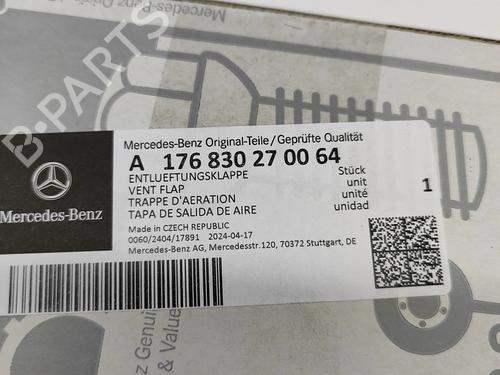 Mercedes-Benz
Mercedes-Benz Original-Teile/Geprüfte Qualität
A 176 830 27 00 64
ENTLUEFTUNGSKLAPPE Stück
VENT FLAP unit
TRAPPE D'AERATION unité
TAPA DE SALIDA DE AIRE unidad
1
Made in CZECH REPUBLIC
0060/2404/17891 2024-04-17
Mercedes-Benz AG, Mercedesstr.120, 70372 Stuttgart, DE
B-PARTS
Genuine
& Value